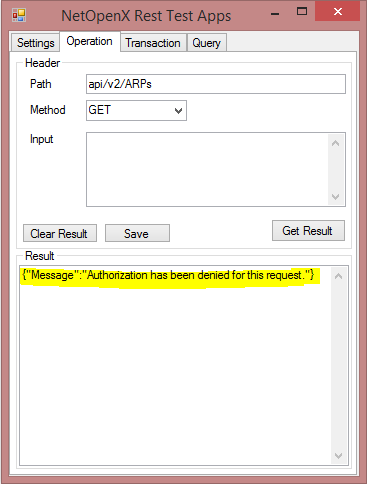 NetOpenX Rest Test Apps
Settings Operation Transaction Query
Header
Path api/v2/ARPs
Method GET
Input
Clear Result Save Get Result
Result
{"Message":"Authorization has been denied for this request."}